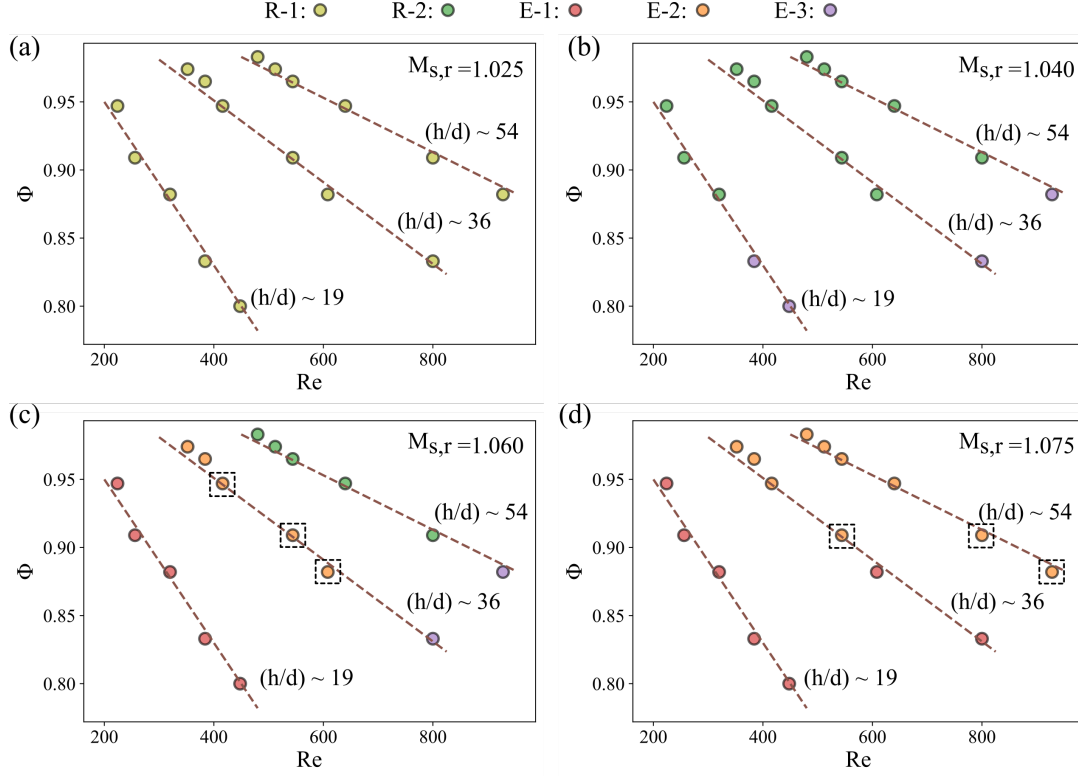 R-1: R-2: E-1: E-2: E-3:
(a)
M_{s,r} =1.025
0.95
0.90
0.85
0.80
Φ
(h/d) ~ 54
(h/d) ~ 36
(h/d) ~ 19
200 400 600 800
Re
(b)
M_{s,r} =1.040
0.95
0.90
0.85
0.80
Φ
(h/d) ~ 54
(h/d) ~ 36
(h/d) ~ 19
200 400 600 800
Re
(c)
M_{s,r} =1.060
0.95
0.90
0.85
0.80
Φ
(h/d) ~ 54
(h/d) ~ 36
(h/d) ~ 19
200 400 600 800
Re
(d)
M_{s,r} =1.075
0.95
0.90
0.85
0.80
Φ
(h/d) ~ 54
(h/d) ~ 36
(h/d) ~ 19
200 400 600 800
Re